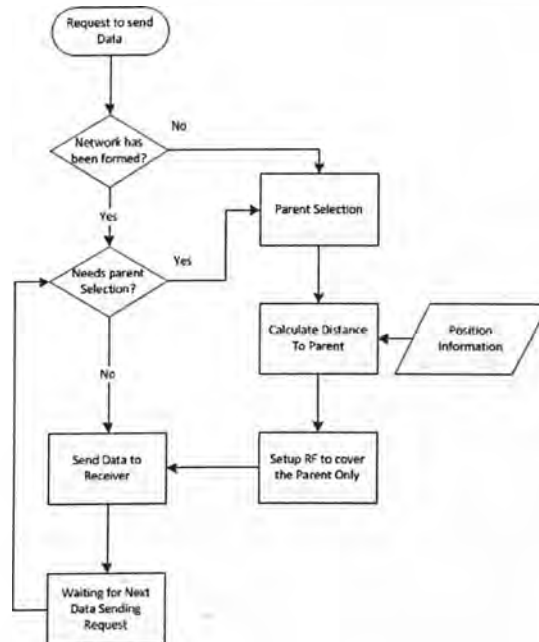 Request to send
Data
No
Network has
been formed?
Parent Selection
Yes
Needs parent
Selection?
Yes
Calculate Distance
To Parent
Position
Information
No
Send Data to
Receiver
Setup RF to cover
the Parent Only
Waiting for Next
Data Sending
Request